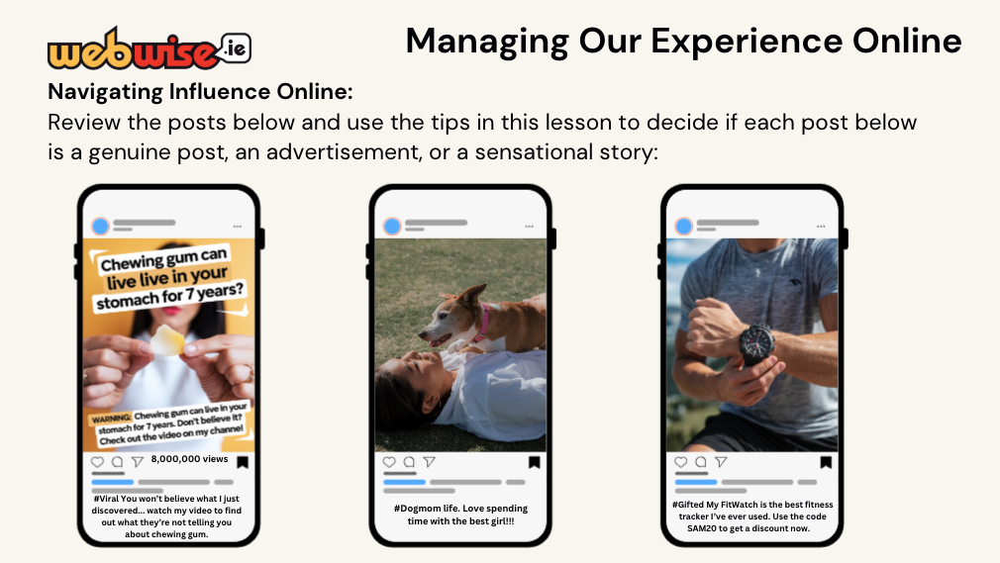 webwise.ie
Managing Our Experience Online
Navigating Influence Online:
Review the posts below and use the tips in this lesson to decide if each post below
is a genuine post, an advertisement, or a sensational story:
Chewing gum can
live live in your
stomach for 7 years?
WARNING: Chewing gum can live in your
stomach for 7 years. Don't believe it?
Check out the video on my channel
8,000,000 views
#Viral You won't believe what I just
discovered... watch my video to find
out what they're not telling you
about chewing gum.
#Dogmom life. Love spending
time with the best girl!!!
#Gifted My FitWatch is the best fitness
tracker I've ever used. Use the code
SAM20 to get a discount now.